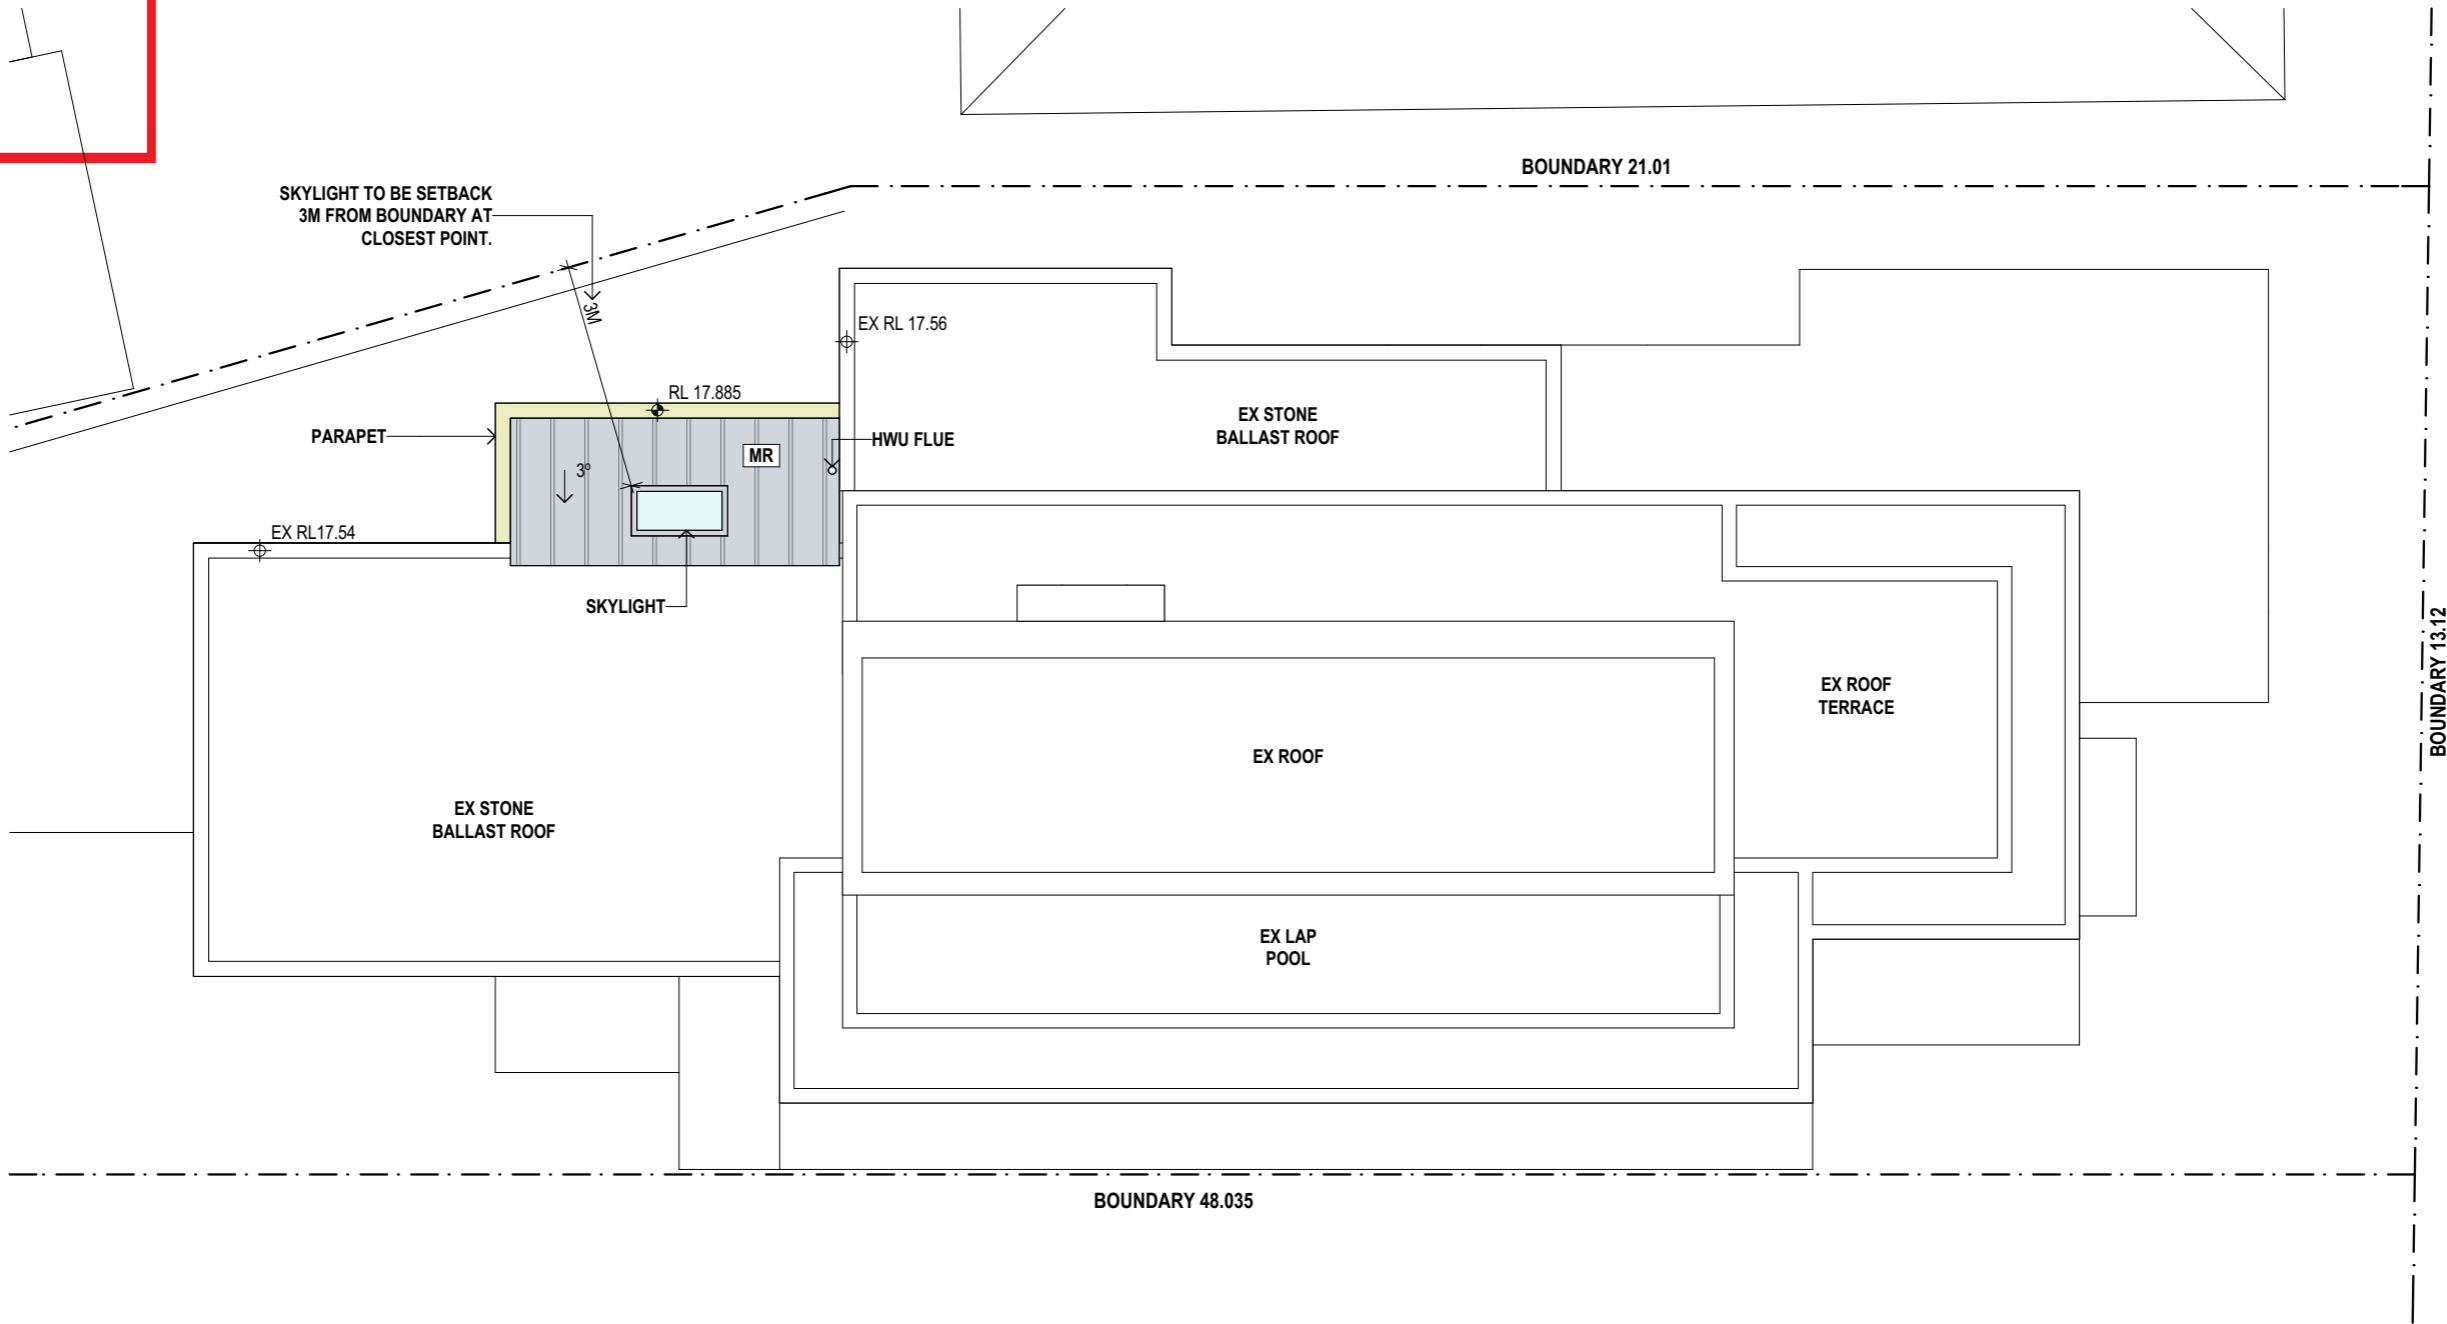 BOUNDARY 21.01
SKYLIGHT TO BE SETBACK
3M FROM BOUNDARY AT
CLOSEST POINT.
3M
EX RL 17.56
RL 17.885
PARAPET
MR
HWU FLUE
EX STONE
BALLAST ROOF
3º
EX RL17.54
SKYLIGHT
BOUNDARY 13.12
EX ROOF
TERRACE
EX ROOF
EX STONE
BALLAST ROOF
EX LAP
POOL
BOUNDARY 48.035